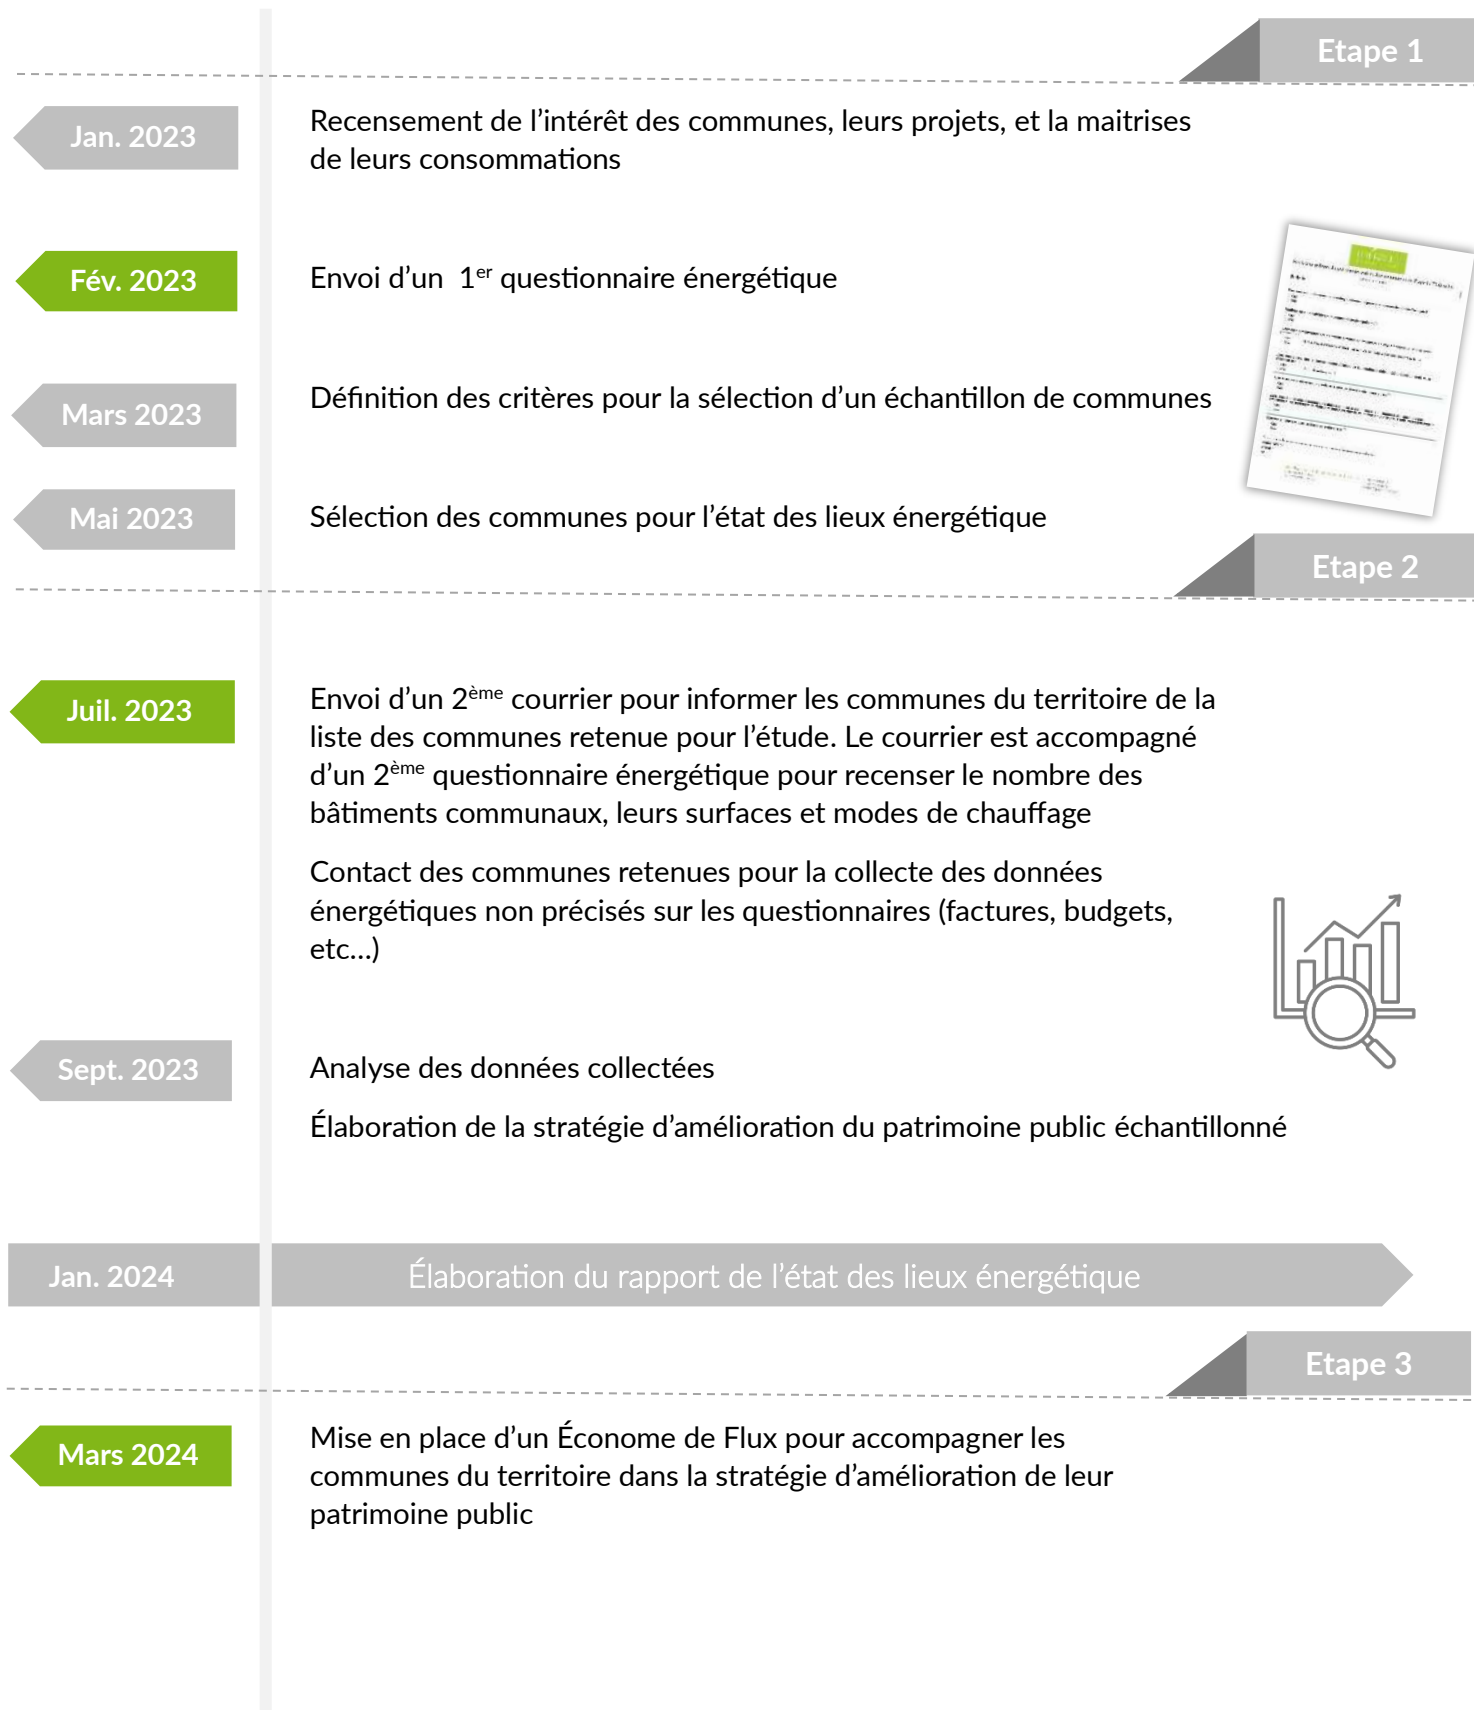 Etape 1
Jan. 2023
Recensement de l’intérêt des communes, leurs projets, et la maitrises
de leurs consommations
Fév. 2023
Envoi d’un 1er questionnaire énergétique
Mars 2023
Définition des critères pour la sélection d’un échantillon de communes
Mai 2023
Sélection des communes pour l’état des lieux énergétique
Etape 2
Juil. 2023
Envoi d’un 2ème courrier pour informer les communes du territoire de la
liste des communes retenue pour l’étude. Le courrier est accompagné
d’un 2ème questionnaire énergétique pour recenser le nombre des
bâtiments communaux, leurs surfaces et modes de chauffage
Contact des communes retenues pour la collecte des données
énergétiques non précisés sur les questionnaires (factures, budgets,
etc…)
Sept. 2023
Analyse des données collectées
Élaboration de la stratégie d’amélioration du patrimoine public échantillonné
Jan. 2024
Élaboration du rapport de l’état des lieux énergétique
Etape 3
Mars 2024
Mise en place d’un Économe de Flux pour accompagner les
communes du territoire dans la stratégie d’amélioration de leur
patrimoine public